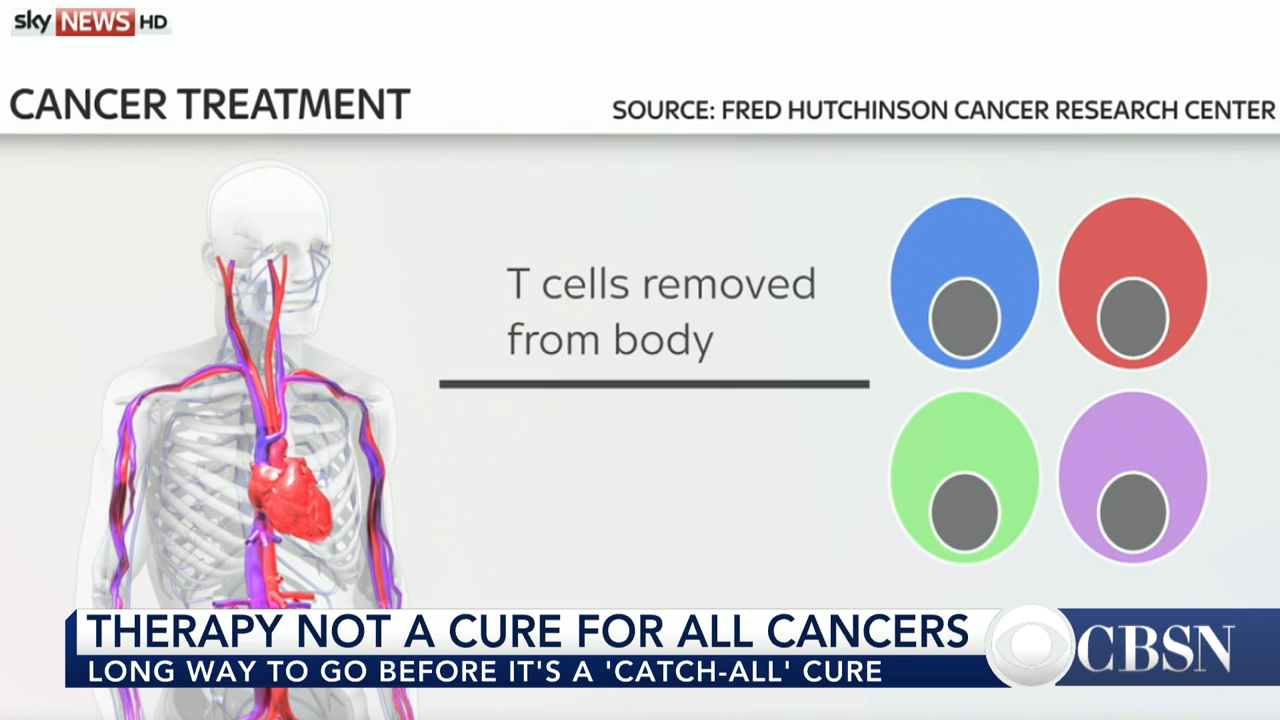 sky NEWS HD
CANCER TREATMENT
SOURCE: FRED HUTCHINSON CANCER RESEARCH CENTER
T cells removed
from body
THERAPY NOT A CURE FOR ALL CANCERS
LONG WAY TO GO BEFORE IT'S A 'CATCH-ALL' CURE
CBSN